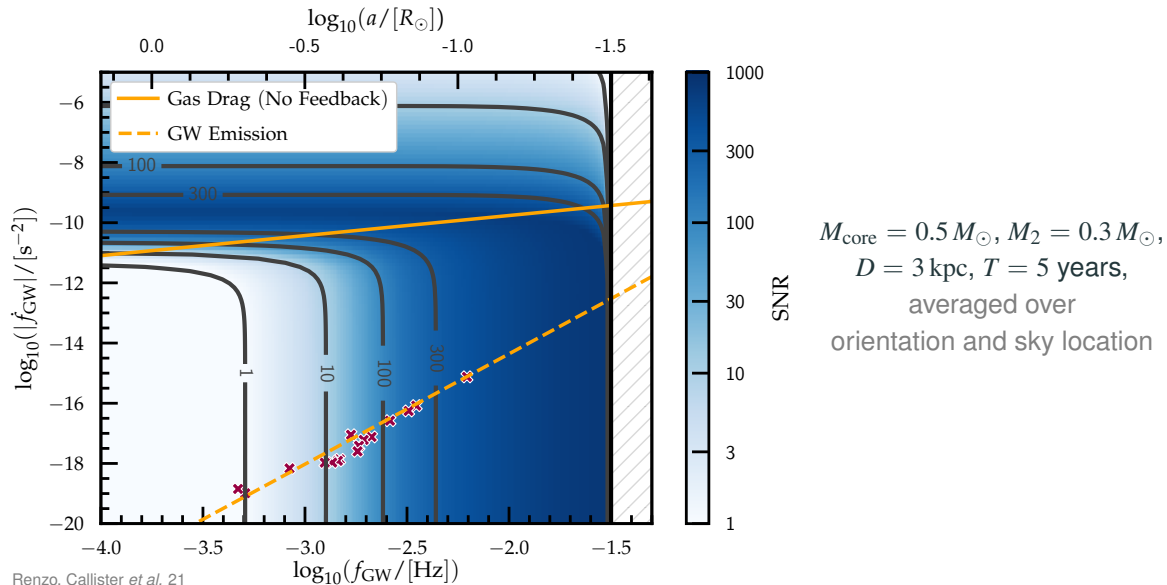 log₁₀(a/[R⊙])
0.0 -0.5 -1.0 -1.5
−6
−8
−10
−12
−14
−16
−18
−20
log₁₀(|ḟ_GW|/[s⁻²])
Gas Drag (No Feedback)
GW Emission
100
300
1
10
100
300
−4.0 −3.5 −3.0 −2.5 −2.0 −1.5
log₁₀(f_GW/[Hz])
1000
300
100
30
10
3
1
SNR
M_core = 0.5 M⊙, M₂ = 0.3 M⊙,
D = 3 kpc, T = 5 years,
averaged over
orientation and sky location
Renzo, Callister et al. 21